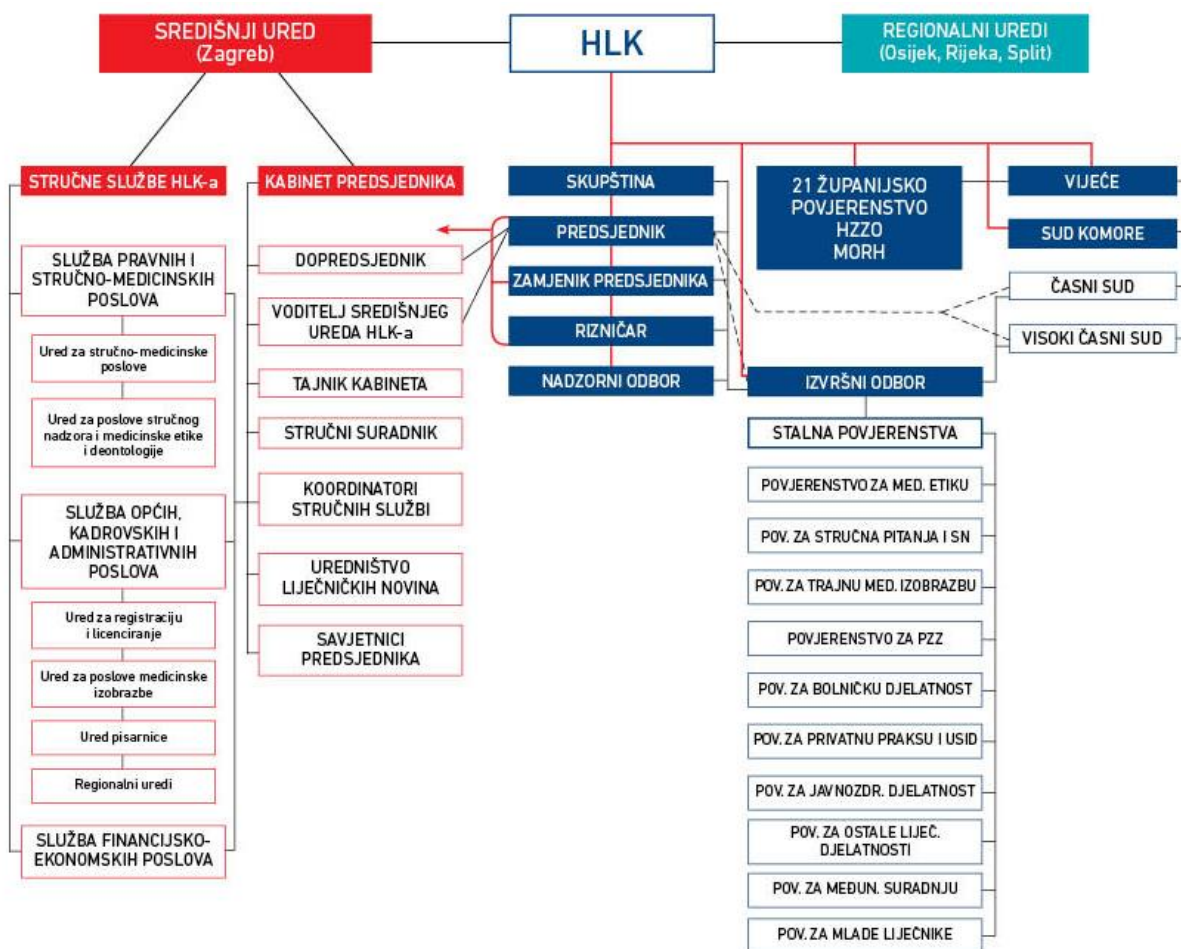 SREDIŠNJI URED
(Zagreb)
HLK
REGIONALNI UREDI
(Osijek, Rijeka, Split)
STRUČNE SLUŽBE HLK-a
SLUŽBA PRAVNIH I
STRUČNO-MEDICINSKIH
POSLOVA
Ured za stručno-medicinske
poslove
Ured za poslove stručnog
nadzora i medicinske etike
i deontologije
SLUŽBA OPĆIH,
KADROVSKIH I
ADMINISTRATIVNIH
POSLOVA
Ured za registraciju
i licenciranje
Ured za poslove medicinske
izobrazbe
Ured pisarnice
Regionalni uredi
SLUŽBA FINANCIJSKO-
EKONOMSKIH POSLOVA
KABINET PREDSJEDNIKA
DOPREDSJEDNIK
VODITELJ SREDIŠNJEG
UREDA HLK-a
TAJNIK KABINETA
STRUČNI SURADNIK
KOORDINATORI
STRUČNIH SLUŽBI
UREDNIŠTVO
LIJEČNIČKIH NOVINA
SAVJETNICI
PREDSJEDNIKA
SKUPŠTINA
PREDSJEDNIK
ZAMJENIK PREDSJEDNIKA
RIZNIČAR
NADZORNI ODBOR
21 ŽUPANIJSKO
POVJERENSTVO
HZZO
MORH
VIJEĆE
SUD KOMORE
ČASNI SUD
VISOKI ČASNI SUD
IZVRŠNI ODBOR
STALNA POVJERENSTVA
POVJERENSTVO ZA MED. ETIKU
POV. ZA STRUČNA PITANJA I SN
POV. ZA TRAJNU MED. IZOBRAZBU
POVJERENSTVO ZA PZZ
POV. ZA BOLNIČKU DJELATNOST
POV. ZA PRIVATNU PRAKSU I USID
POV. ZA JAVNOZDR. DJELATNOST
POV. ZA OSTALE LIJEČ.
DJELATNOSTI
POV. ZA MEĐUN. SURADNJU
POV. ZA MLADE LIJEČNIKE